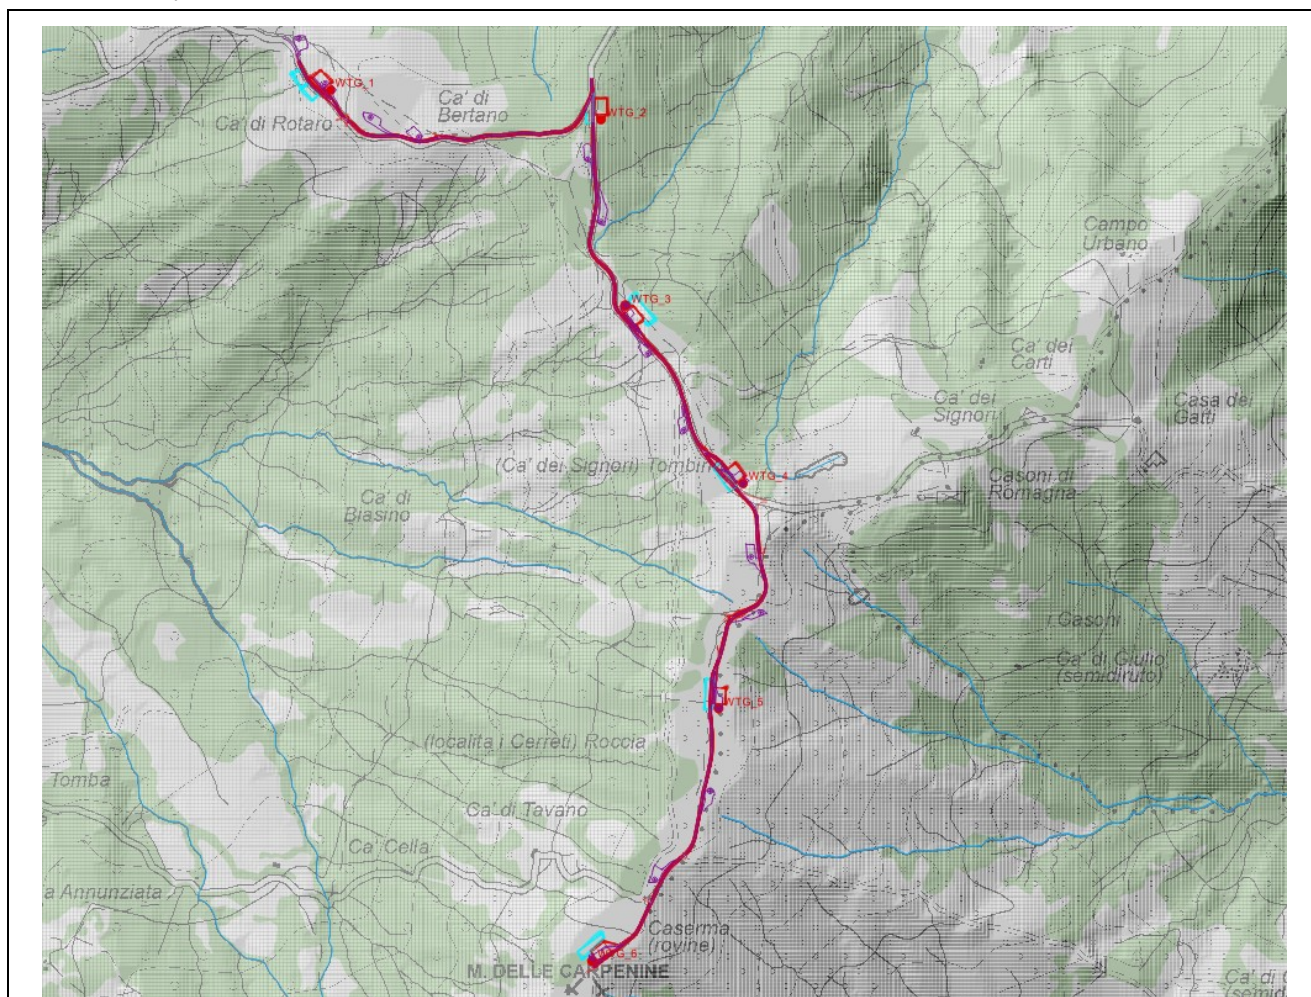 WTG_1
Ca' di
Bertano
Ca' di Rotaro
WTG_2
Campo
Urbano
WTG_3
Ca' dei
Carti
Ca' dei
Signori
Casa dei
Gatti
(Ca' dei Signori) Tombino
WTG_4
Casoni di
Romagna
Ca' di
Biasino
I Casoni
Ca' di Giulio
(semidiruto)
WTG_5
(localita i Cerreti) Roccia
Tomba
Ca' di Tavano
Ca' Cella
a Annunziata
Caserma
(rovine)
WTG_6
M. DELLE CARPENINE